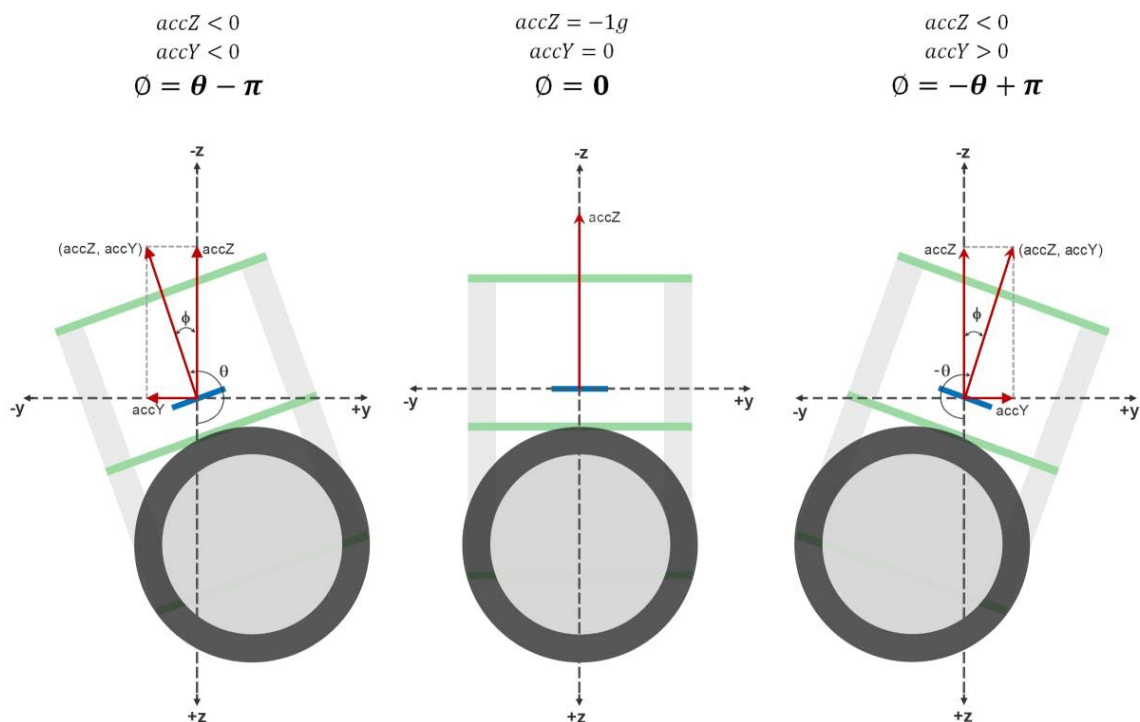 accZ < 0
accY < 0
∅ = θ − π
accZ = −1g
accY = 0
∅ = 0
accZ < 0
accY > 0
∅ = −θ + π
-z
(accZ, accY)
accZ
ϕ
θ
-y
accY
+y
+z
-z
accZ
-y
+y
+z
-z
accZ
(accZ, accY)
ϕ
-θ
-y
accY
+y
+z